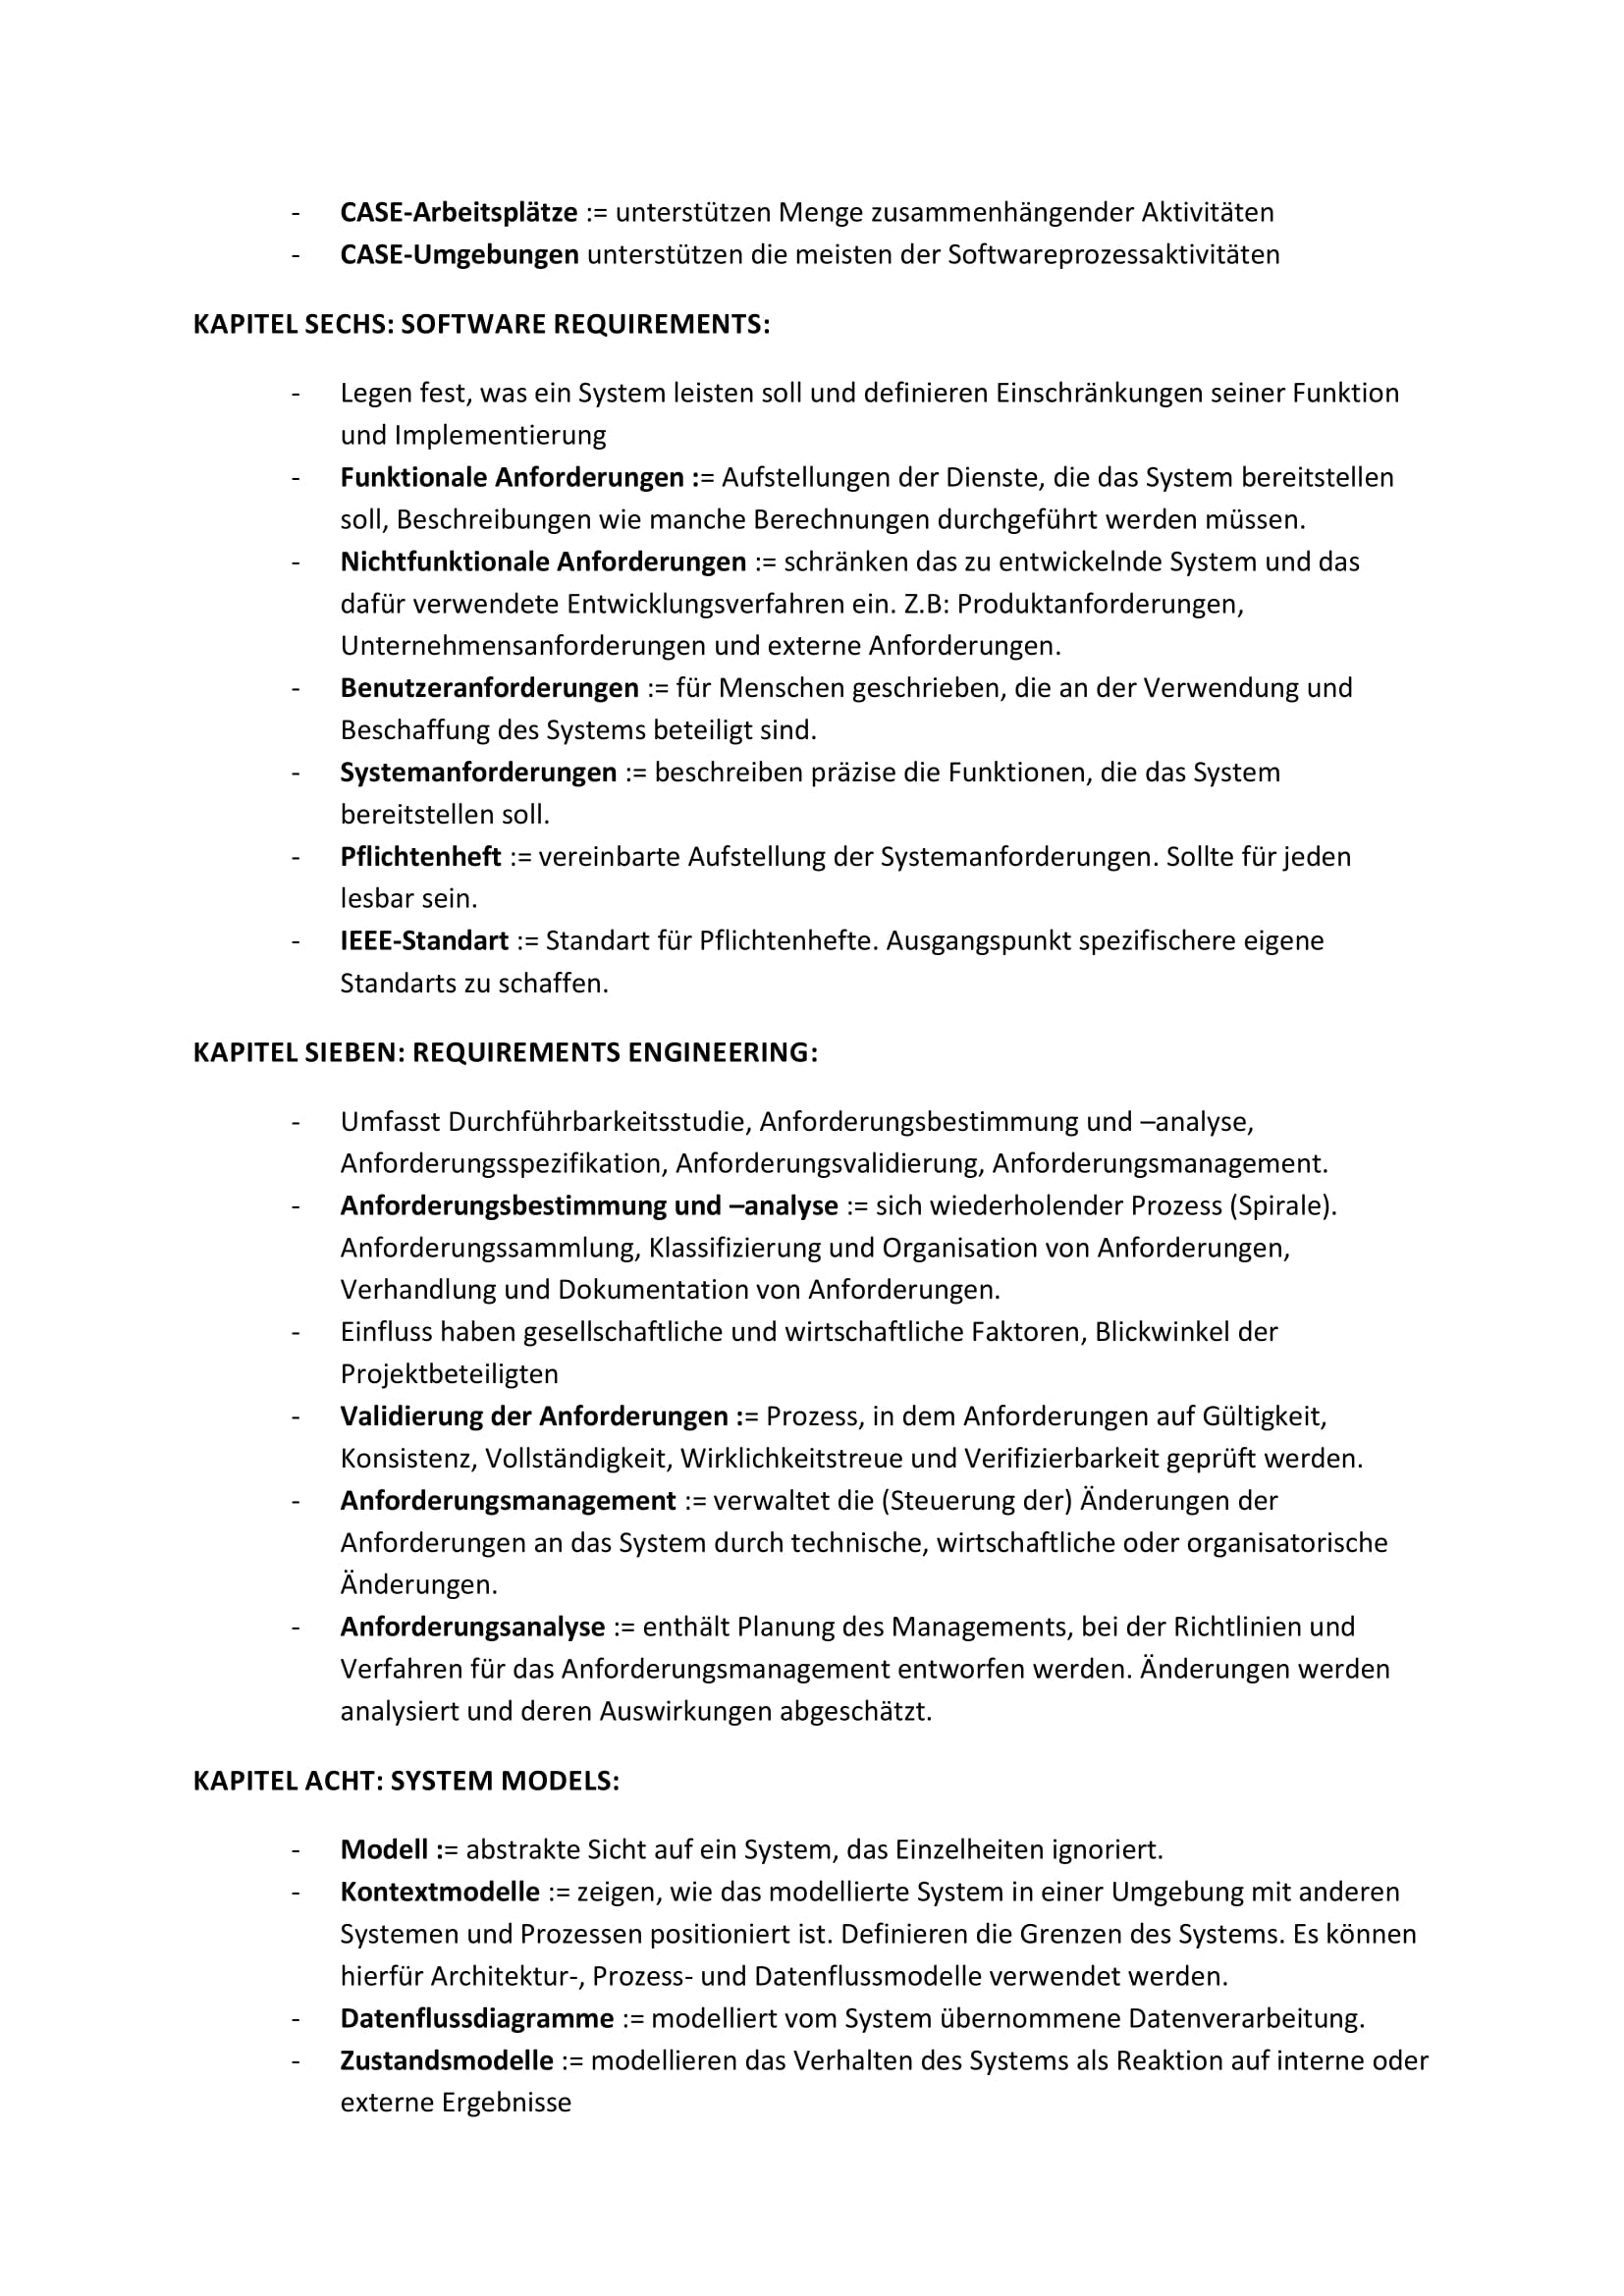 - CASE-Arbeitsplätze := unterstützen Menge zusammenhängender Aktivitäten
- CASE-Umgebungen unterstützen die meisten der Softwareprozessaktivitäten
KAPITEL SECHS: SOFTWARE REQUIREMENTS:
- Legen fest, was ein System leisten soll und definieren Einschränkungen seiner Funktion
und Implementierung
- Funktionale Anforderungen := Aufstellungen der Dienste, die das System bereitstellen
soll, Beschreibungen wie manche Berechnungen durchgeführt werden müssen.
- Nichtfunktionale Anforderungen := schränken das zu entwickelnde System und das
dafür verwendete Entwicklungsverfahren ein. Z.B: Produktanforderungen,
Unternehmensanforderungen und externe Anforderungen.
- Benutzeranforderungen := für Menschen geschrieben, die an der Verwendung und
Beschaffung des Systems beteiligt sind.
- Systemanforderungen := beschreiben präzise die Funktionen, die das System
bereitstellen soll.
- Pflichtenheft := vereinbarte Aufstellung der Systemanforderungen. Sollte für jeden
lesbar sein.
- IEEE-Standart := Standart für Pflichtenhefte. Ausgangspunkt spezifischere eigene
Standarts zu schaffen.
KAPITEL SIEBEN: REQUIREMENTS ENGINEERING:
- Umfasst Durchführbarkeitsstudie, Anforderungsbestimmung und –analyse,
Anforderungsspezifikation, Anforderungsvalidierung, Anforderungsmanagement.
- Anforderungsbestimmung und –analyse := sich wiederholender Prozess (Spirale).
Anforderungssammlung, Klassifizierung und Organisation von Anforderungen,
Verhandlung und Dokumentation von Anforderungen.
- Einfluss haben gesellschaftliche und wirtschaftliche Faktoren, Blickwinkel der
Projektbeteiligten
- Validierung der Anforderungen := Prozess, in dem Anforderungen auf Gültigkeit,
Konsistenz, Vollständigkeit, Wirklichkeitstreue und Verifizierbarkeit geprüft werden.
- Anforderungsmanagement := verwaltet die (Steuerung der) Änderungen der
Anforderungen an das System durch technische, wirtschaftliche oder organisatorische
Änderungen.
- Anforderungsanalyse := enthält Planung des Managements, bei der Richtlinien und
Verfahren für das Anforderungsmanagement entworfen werden. Änderungen werden
analysiert und deren Auswirkungen abgeschätzt.
KAPITEL ACHT: SYSTEM MODELS:
- Modell := abstrakte Sicht auf ein System, das Einzelheiten ignoriert.
- Kontextmodelle := zeigen, wie das modellierte System in einer Umgebung mit anderen
Systemen und Prozessen positioniert ist. Definieren die Grenzen des Systems. Es können
hierfür Architektur-, Prozess- und Datenflussmodelle verwendet werden.
- Datenflussdiagramme := modelliert vom System übernommene Datenverarbeitung.
- Zustandsmodelle := modellieren das Verhalten des Systems als Reaktion auf interne oder
externe Ergebnisse